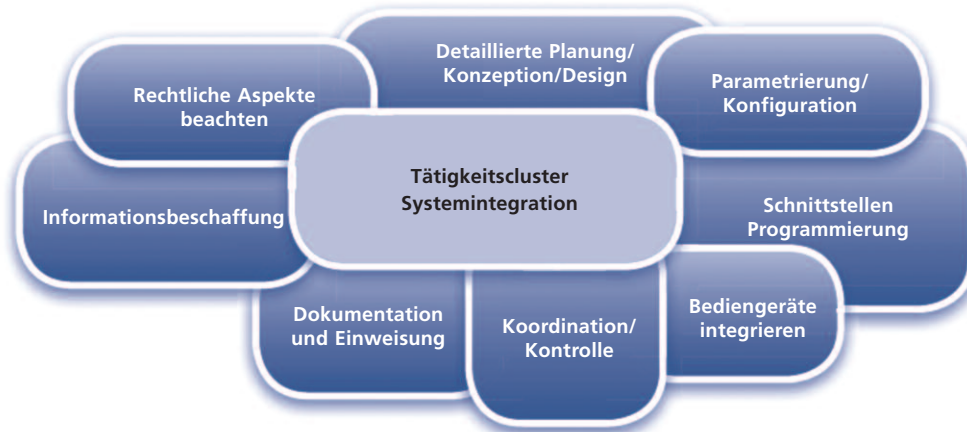 Detaillierte Planung/
Konzeption/Design
Rechtliche Aspekte
beachten
Parametrierung/
Konfiguration
Tätigkeitscluster
Systemintegration
Informationsbeschaffung
Schnittstellen
Programmierung
Dokumentation
und Einweisung
Koordination/
Kontrolle
Bediengeräte
integrieren